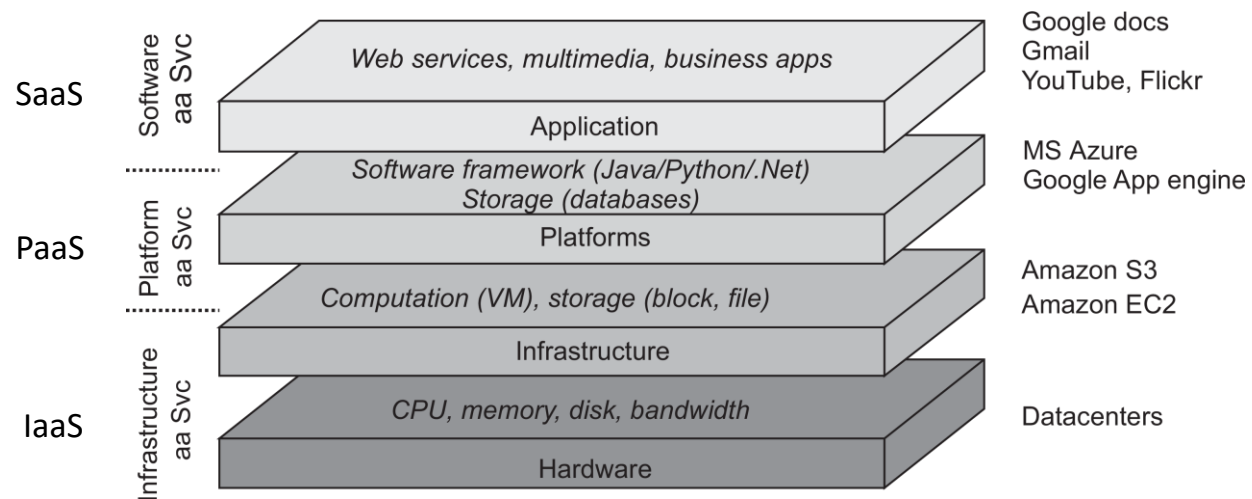 SaaS
Software
aa Svc
Web services, multimedia, business apps
Application
Google docs
Gmail
YouTube, Flickr
PaaS
Platform
aa Svc
Software framework (Java/Python/.Net)
Storage (databases)
Platforms
MS Azure
Google App engine
Computation (VM), storage (block, file)
Infrastructure
Amazon S3
Amazon EC2
IaaS
Infrastructure
aa Svc
CPU, memory, disk, bandwidth
Hardware
Datacenters